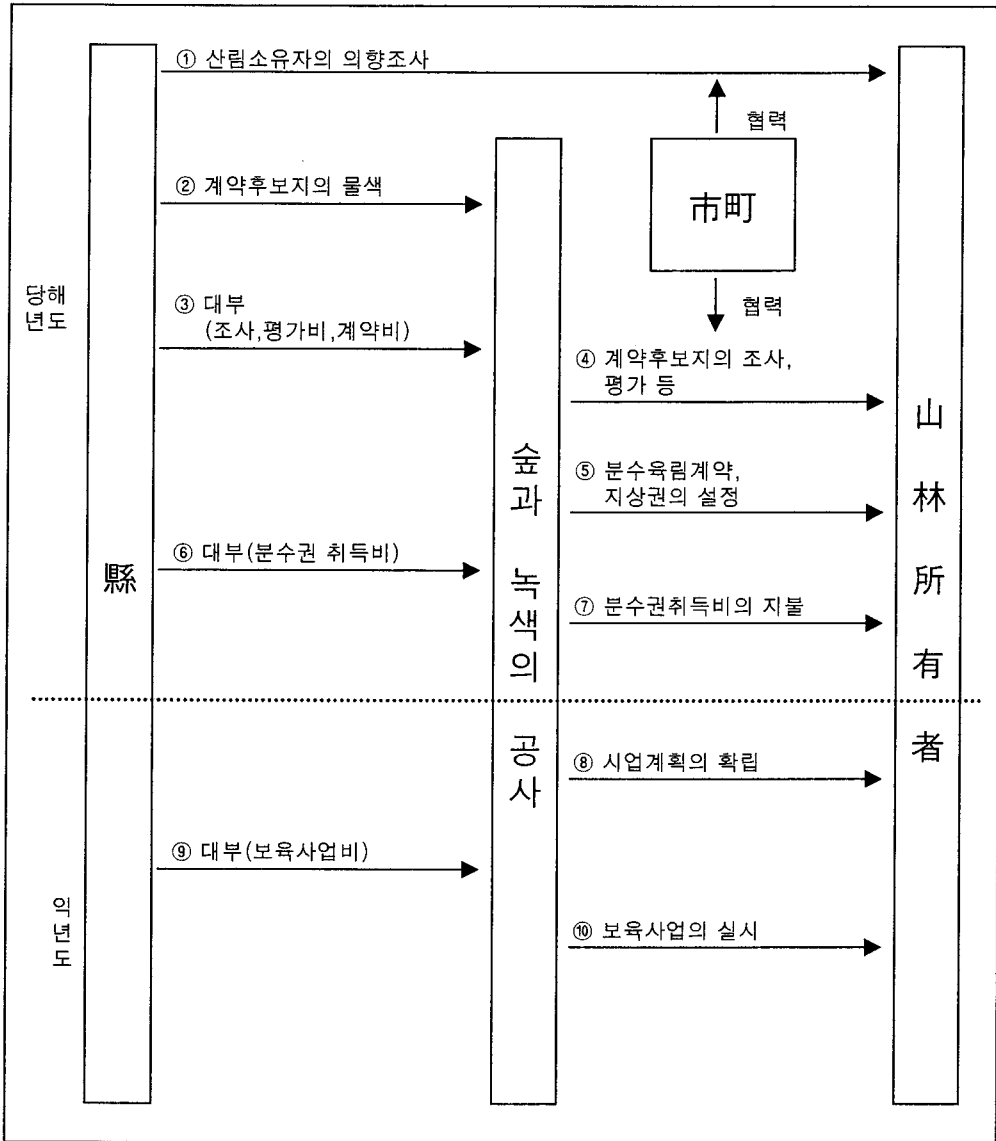 ① 산림소유자의 의향조사
협력
市町
협력
② 계약후보지의 물색
당해
년도
③ 대부
(조사,평가비,계약비)
④ 계약후보지의 조사,
평가 등
⑤ 분수육림계약,
지상권의 설정
⑥ 대부(분수권 취득비)
⑦ 분수권취득비의 지불
縣
숲과 녹색의 공사
山林所有者
⑧ 시업계획의 확립
⑨ 대부(보육사업비)
익년도
⑩ 보육사업의 실시